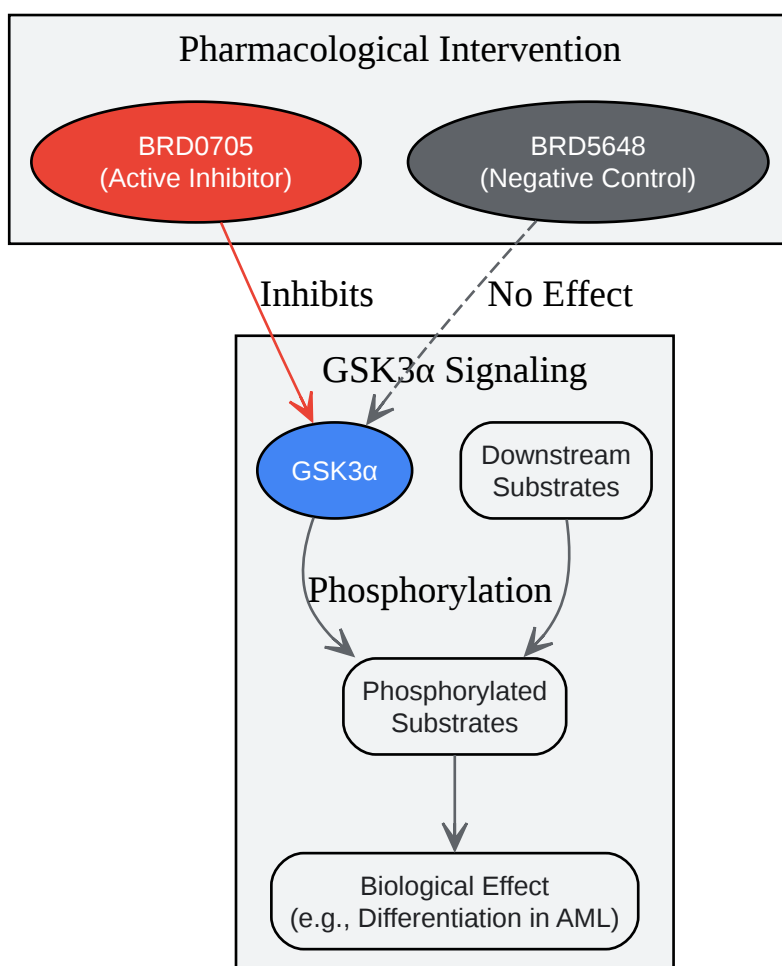 Pharmacological Intervention
BRD0705
(Active Inhibitor)
BRD5648
(Negative Control)
Inhibits
No Effect
GSK3α Signaling
GSK3α
Downstream
Substrates
Phosphorylation
Phosphorylated
Substrates
Biological Effect
(e.g., Differentiation in AML)